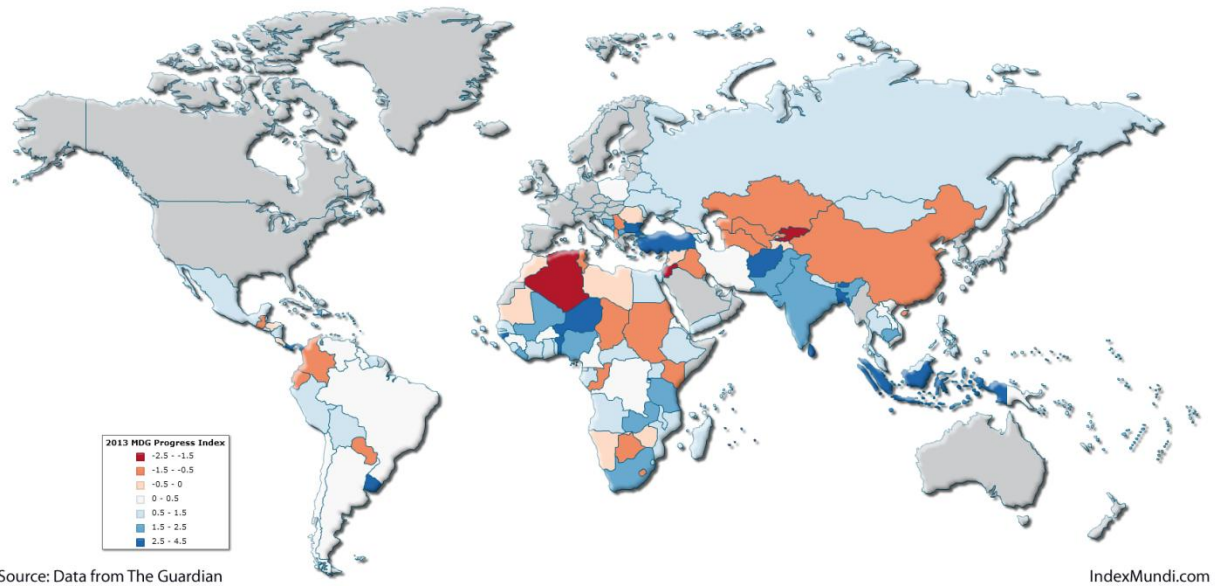 2013 MDG Progress Index
-2.5 - -1.5
-1.5 - -0.5
-0.5 - 0
0 - 0.5
0.5 - 1.5
1.5 - 2.5
2.5 - 4.5
Source: Data from The Guardian
IndexMundi.com